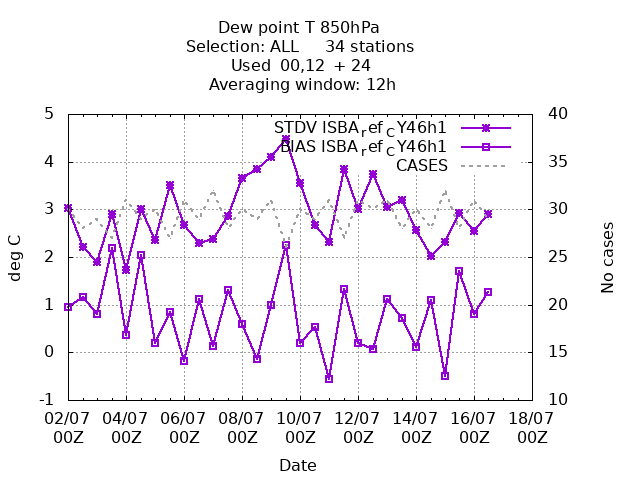 Dew point T 850hPa
Selection: ALL 34 stations
Used 00,12 + 24
Averaging window: 12h
STDV ISBA_ref_CY46h1
BIAS ISBA_ref_CY46h1
CASES
5
4
3
2
1
0
-1
deg C
40
35
30
25
20
15
10
No cases
02/07 04/07 06/07 08/07 10/07 12/07 14/07 16/07 18/07
00Z 00Z 00Z 00Z 00Z 00Z 00Z 00Z 00Z
Date